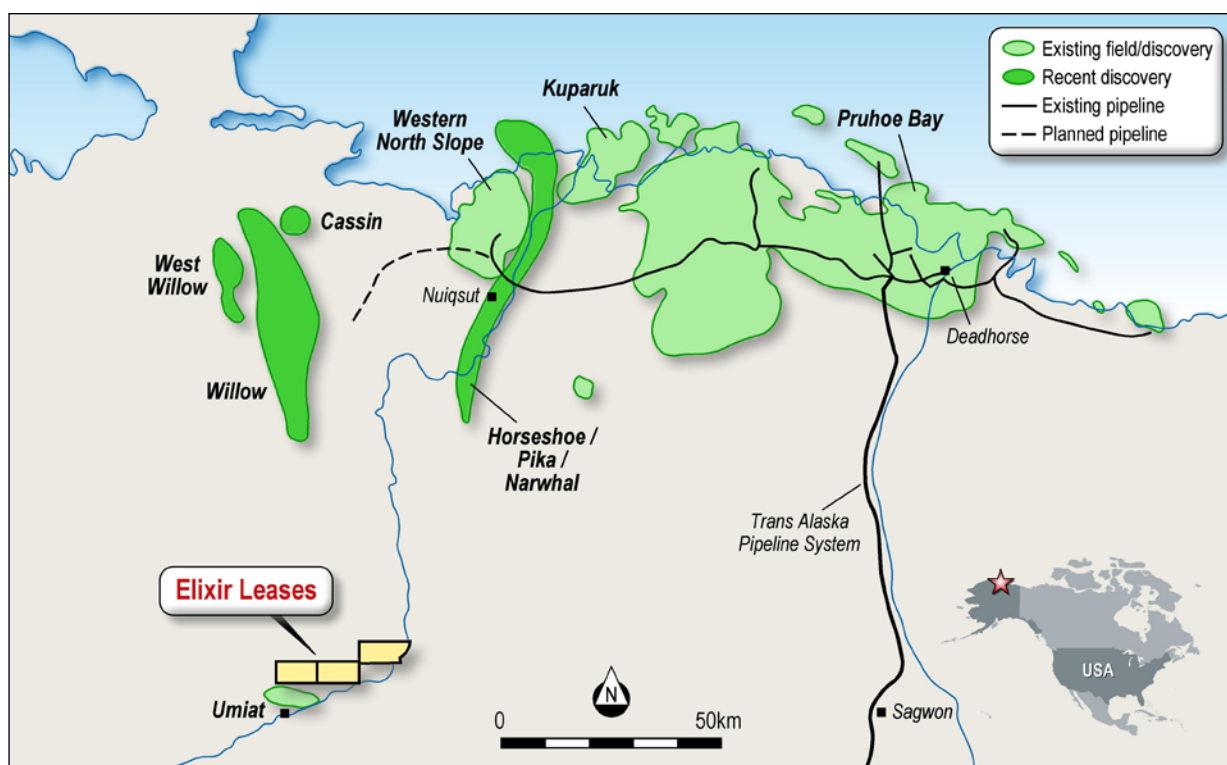 Existing field/discovery
Recent discovery
Existing pipeline
Planned pipeline
Kuparuk
Western
North Slope
Pruhoe Bay
Cassin
West
Willow
Nuiqsut
Deadhorse
Willow
Horseshoe /
Pika /
Narwhal
Trans Alaska
Pipeline System
Elixir Leases
Umiat
N
0
50km
Sagwon
USA